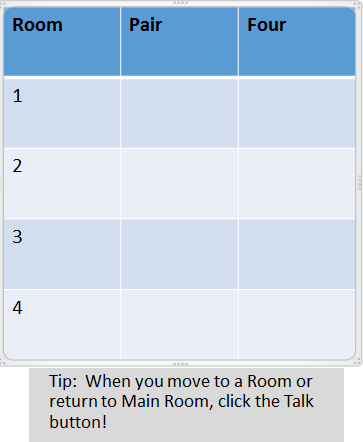 Room Pair Four
1
2
3
4
Tip:  When you move to a Room or
return to Main Room, click the Talk
button!